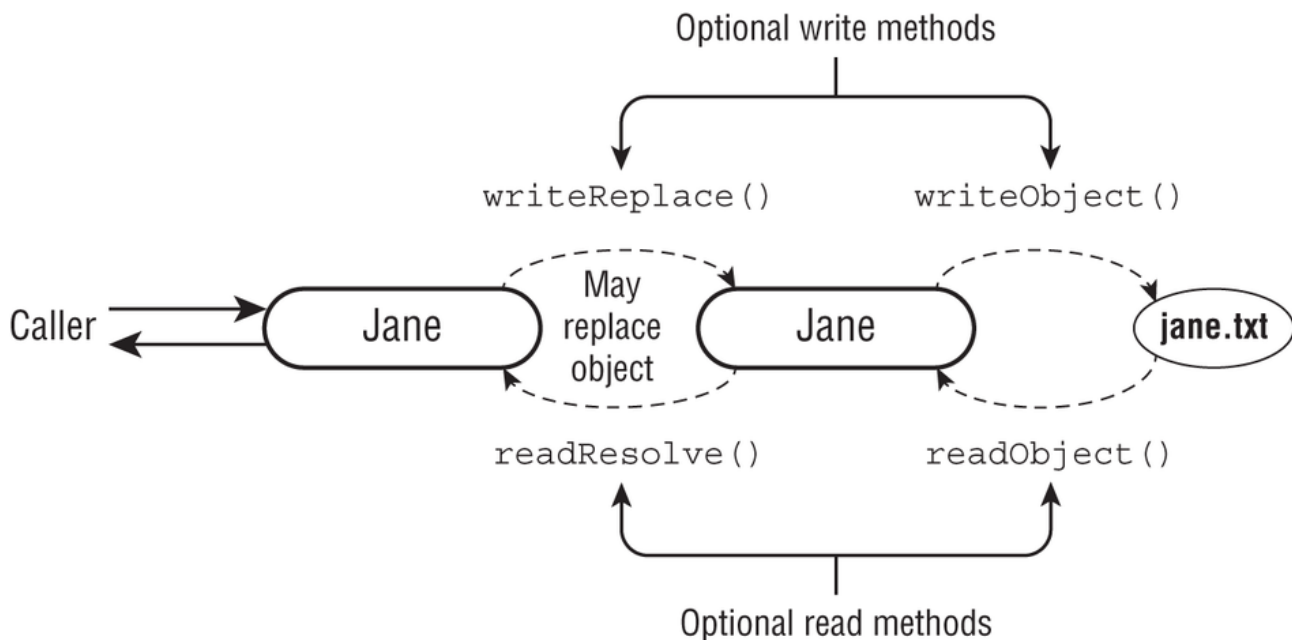 Optional write methods
writeReplace() writeObject()
Caller
Jane
May
replace
object
Jane
jane.txt
readResolve() readObject()
Optional read methods